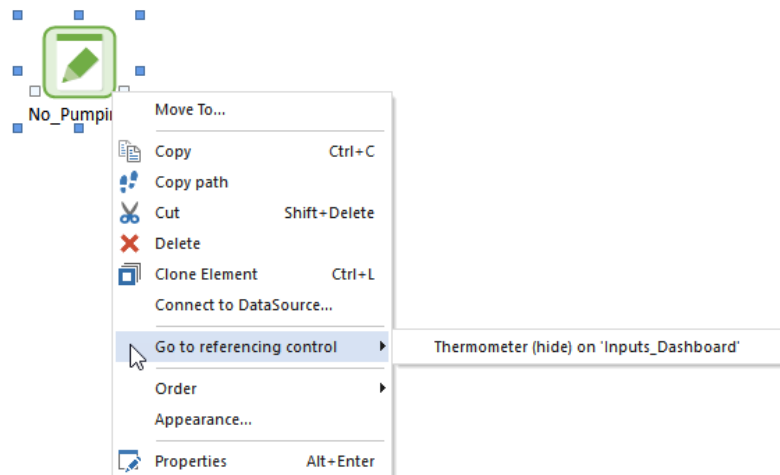 No_Pumpi
Move To...
Copy Ctrl+C
Copy path
Cut Shift+Delete
Delete
Clone Element Ctrl+L
Connect to DataSource...
Go to referencing control Thermometer (hide) on 'Inputs_Dashboard'
Order
Appearance...
Properties Alt+Enter